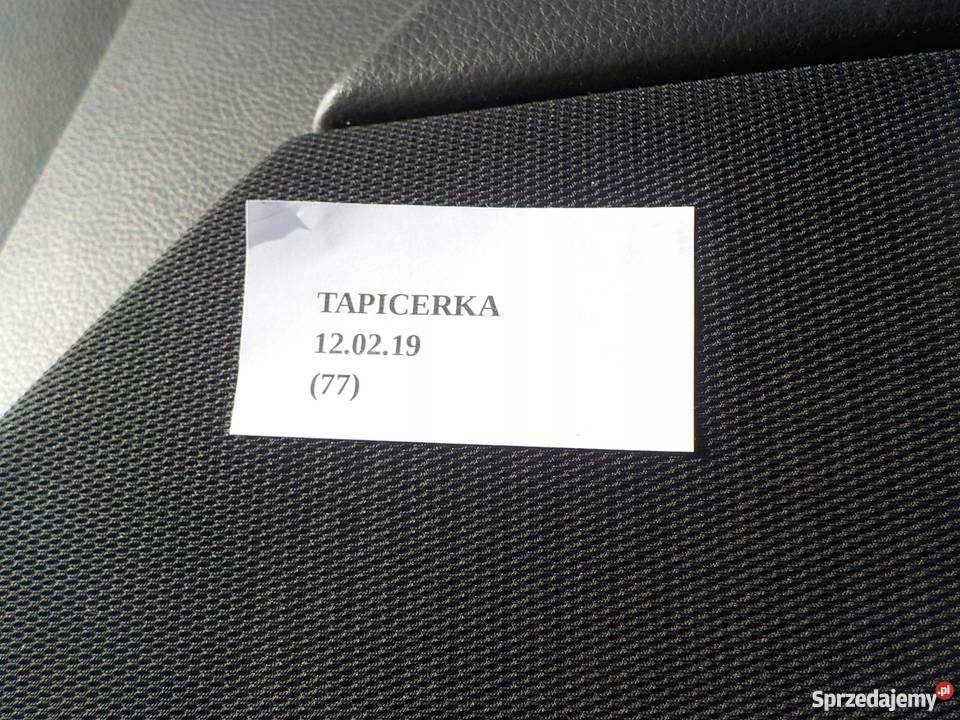 TAPICERKA
12.02.19
(77)
Sprzedajemy.pl